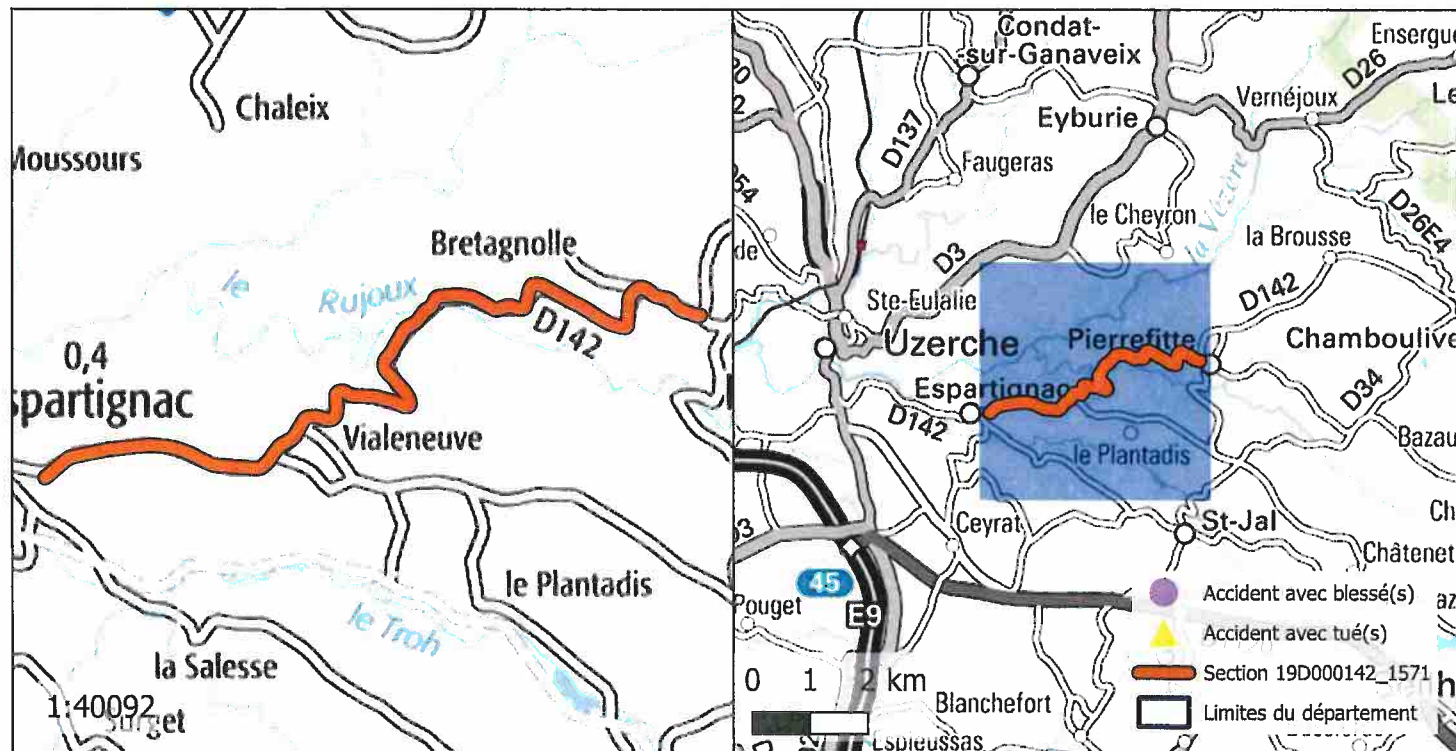 Chaleix
Moussours
Bretagnolle
le Rujoux
D142
0,4
Espartignac
Vialeneuve
le Plantadis
le Troh
la Salesse
1:40092
Condat-
-sur-Ganaveix
D26
Vernéjoux
Eyburie
D137
Faugeras
le Cheyron
la Vézère
D26E4
la Brousse
D3
D142
Ste-Eulalie
Uzerche
Pierrefitte
Chamboulive
Espartignac
D142
D34
le Plantadis
Ceyrat
St-Jal
Châtenet
45
E9
Pouget
Blanchefort
Espieussas
0 1 2 km
Accident avec blessé(s)
Accident avec tué(s)
Section 19D000142_1571
Limites du département